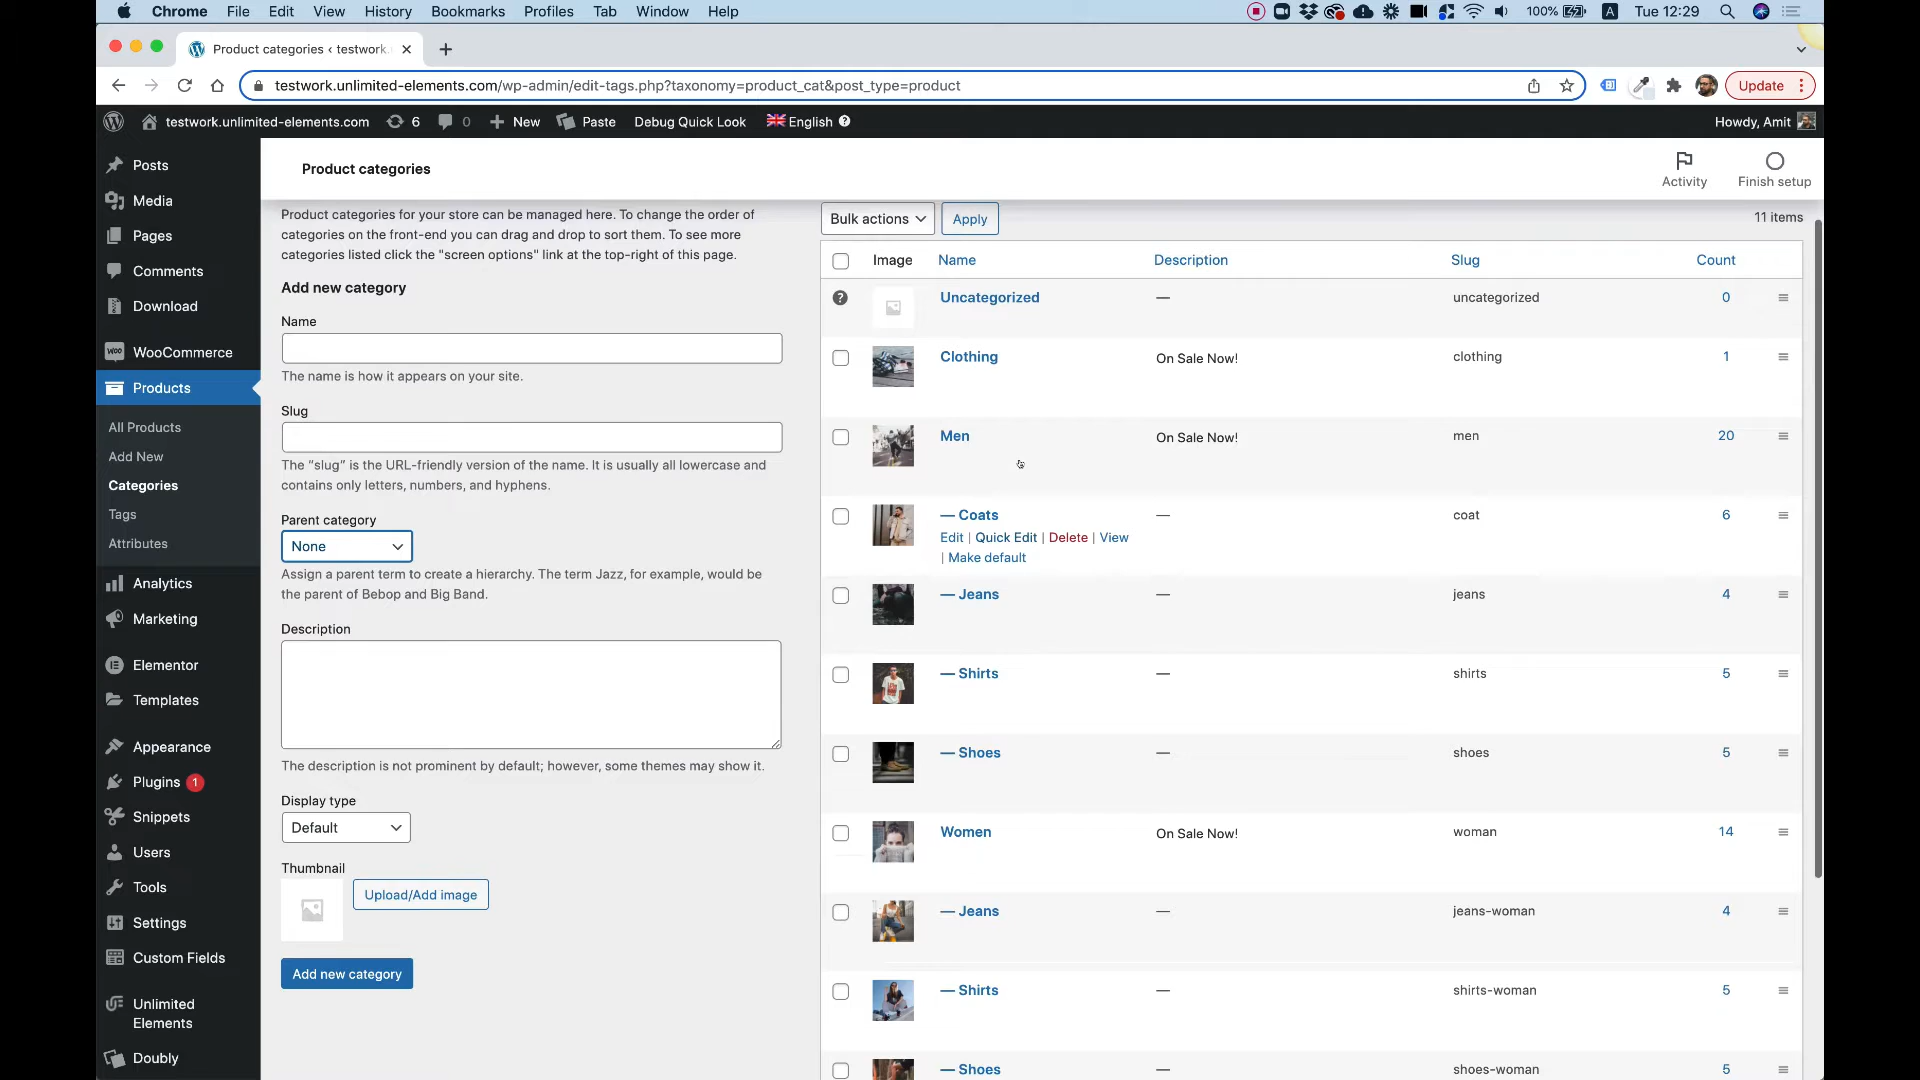 Chrome File Edit View History Bookmarks Profiles Tab Window Help
100% A Tue 12:29
Product categories ‹ testwork.
testwork.unlimited-elements.com/wp-admin/edit-tags.php?taxonomy=product_cat&post_type=product
Update
testwork.unlimited-elements.com 6 0 New Paste Debug Quick Look English ?
Howdy, Amit
Posts
Media
Pages
Comments
Download
WooCommerce
Products
All Products
Add New
Categories
Tags
Attributes
Analytics
Marketing
Elementor
Templates
Appearance
Plugins 1
Snippets
Users
Tools
Settings
Custom Fields
Unlimited
Elements
Doubly
Product categories
Activity
Finish setup
Product categories for your store can be managed here. To change the order of
categories on the front-end you can drag and drop to sort them. To see more
categories listed click the "screen options" link at the top-right of this page.
Add new category
Name
The name is how it appears on your site.
Slug
The “slug” is the URL-friendly version of the name. It is usually all lowercase and
contains only letters, numbers, and hyphens.
Parent category
None
Assign a parent term to create a hierarchy. The term Jazz, for example, would be
the parent of Bebop and Big Band.
Description
The description is not prominent by default; however, some themes may show it.
Display type
Default
Thumbnail
Upload/Add image
Add new category
Bulk actions Apply
11 items
Image Name Description Slug Count
? Uncategorized — uncategorized 0
Clothing On Sale Now! clothing 1
Men On Sale Now! men 20
— Coats — coat 6
Edit | Quick Edit | Delete | View
| Make default
— Jeans — jeans 4
— Shirts — shirts 5
— Shoes — shoes 5
Women On Sale Now! woman 14
— Jeans — jeans-woman 4
— Shirts — shirts-woman 5
— Shoes — shoes-woman 5